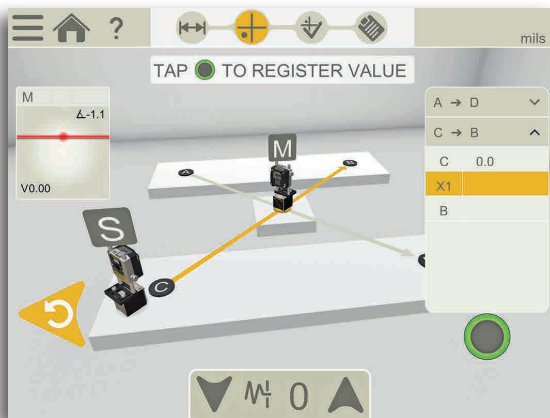 ?
mils
TAP TO REGISTER VALUE
M
∡-1.1
V0.00
A → D
C → B
C 0.0
X1
B
M
A
B
S
C
0